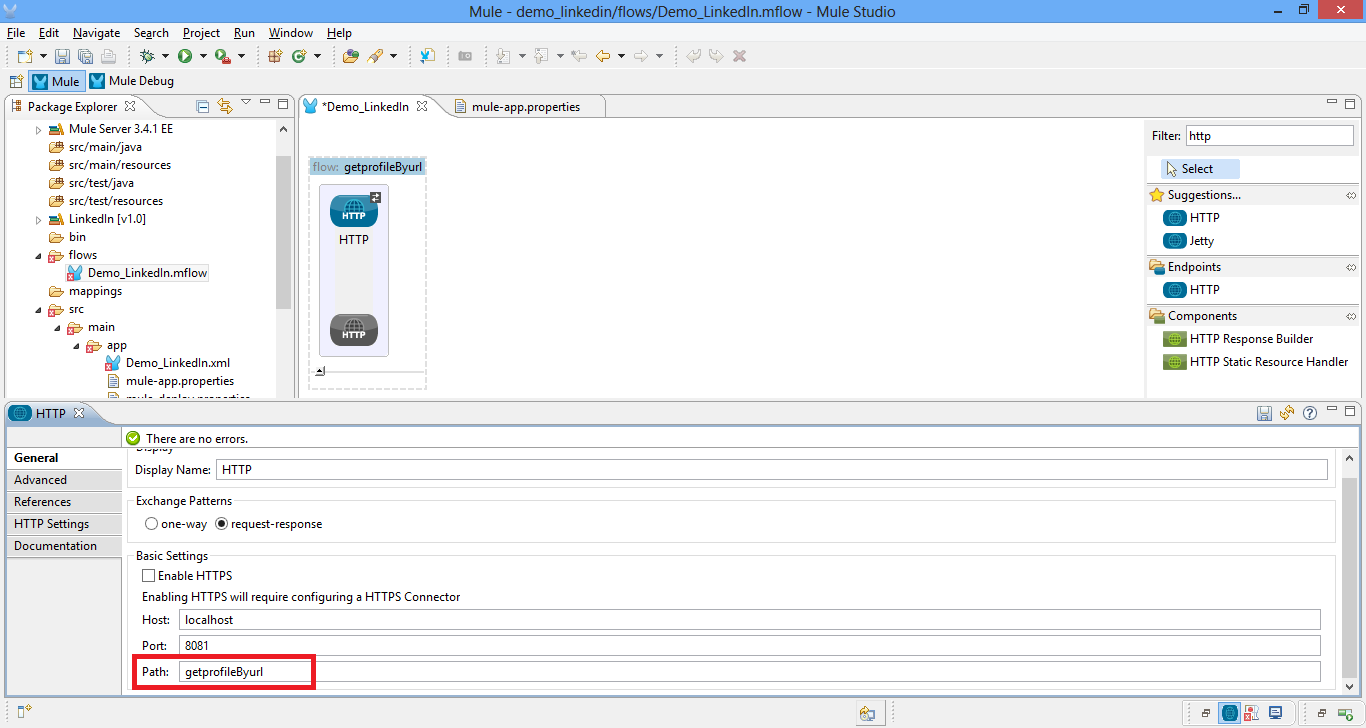 Mule - demo_linkedin/flows/Demo_LinkedIn.mflow - Mule Studio
File Edit Navigate Search Project Run Window Help
Mule Mule Debug
Package Explorer
Mule Server 3.4.1 EE
src/main/java
src/main/resources
src/test/java
src/test/resources
LinkedIn [v1.0]
bin
flows
Demo_LinkedIn.mflow
mappings
src
main
app
Demo_LinkedIn.xml
mule-app.properties
mule-deploy.properties
*Demo_LinkedIn mule-app.properties
flow: getprofileByurl
HTTP
HTTP
HTTP
Filter: http
Select
Suggestions...
HTTP
Jetty
Endpoints
HTTP
Components
HTTP Response Builder
HTTP Static Resource Handler
HTTP
There are no errors.
General
Advanced
References
HTTP Settings
Documentation
Display
Display Name: HTTP
Exchange Patterns
one-way request-response
Basic Settings
Enable HTTPS
Enabling HTTPS will require configuring a HTTPS Connector
Host: localhost
Port: 8081
Path: getprofileByurl